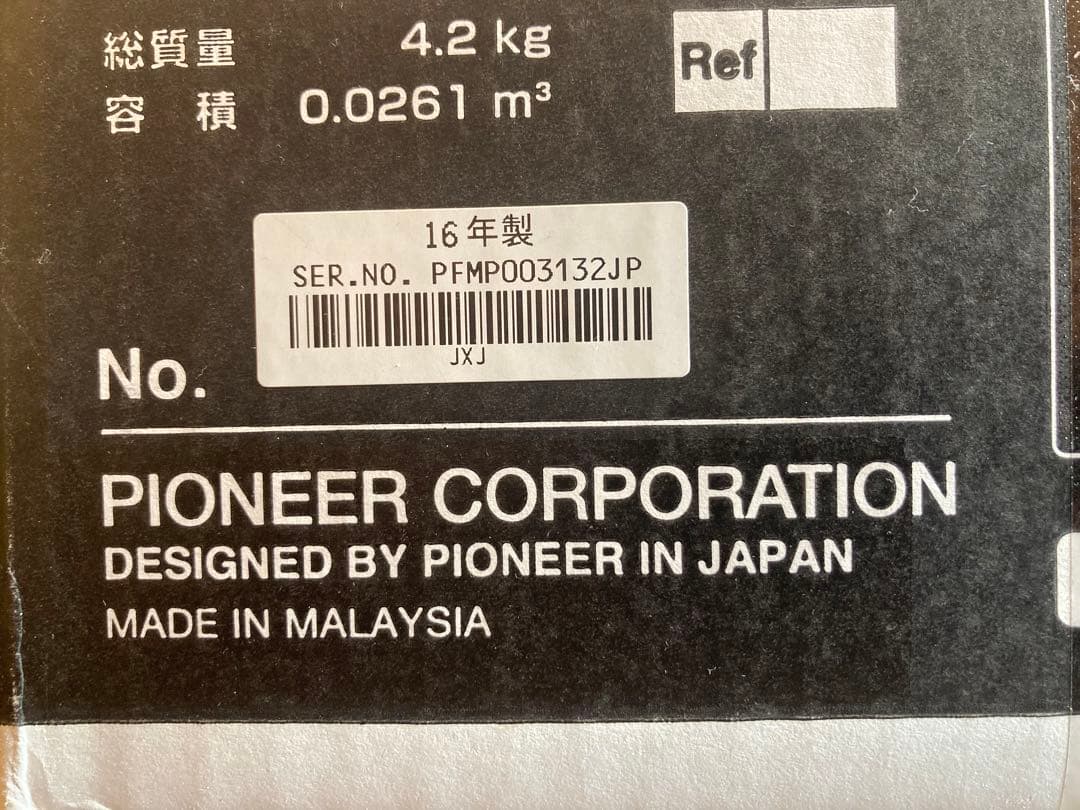 総質量 4.2 kg
容積 0.0261 m³
Ref
16年製
SER.NO. PFMP003132JP
JXJ
No.
PIONEER CORPORATION
DESIGNED BY PIONEER IN JAPAN
MADE IN MALAYSIA